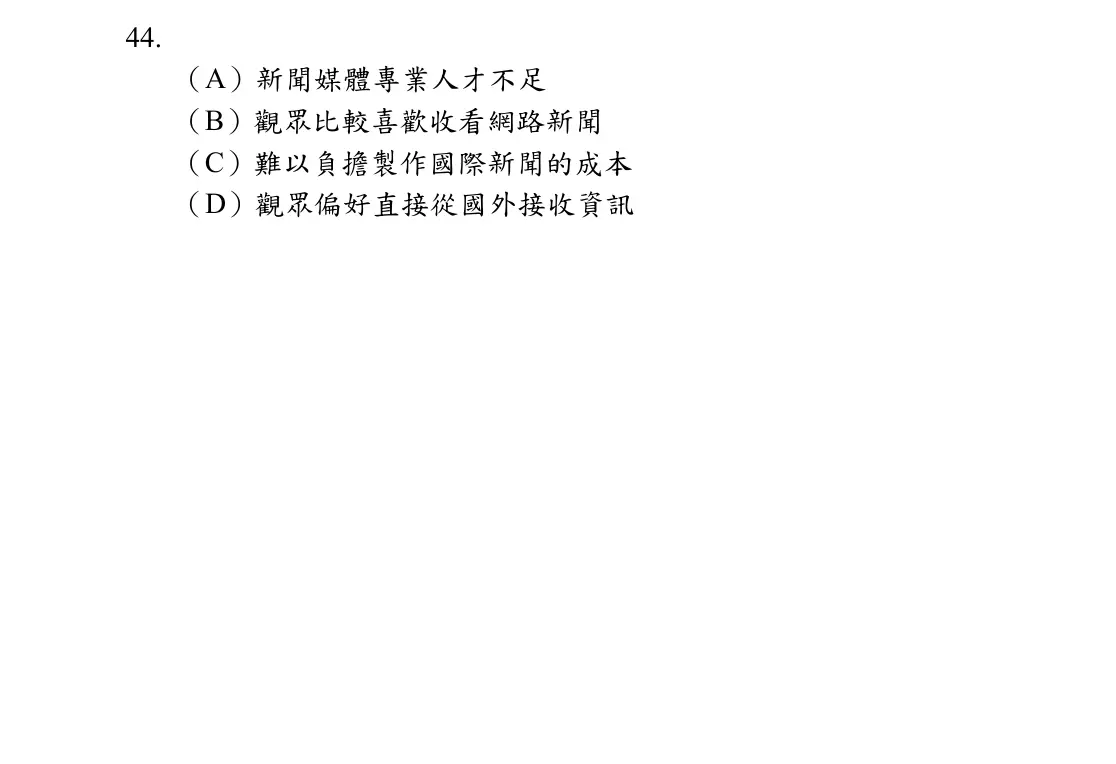 44.
（A）新聞媒體專業人才不足
（B）觀眾比較喜歡收看網路新聞
（C）難以負擔製作國際新聞的成本
（D）觀眾偏好直接從國外接收資訊